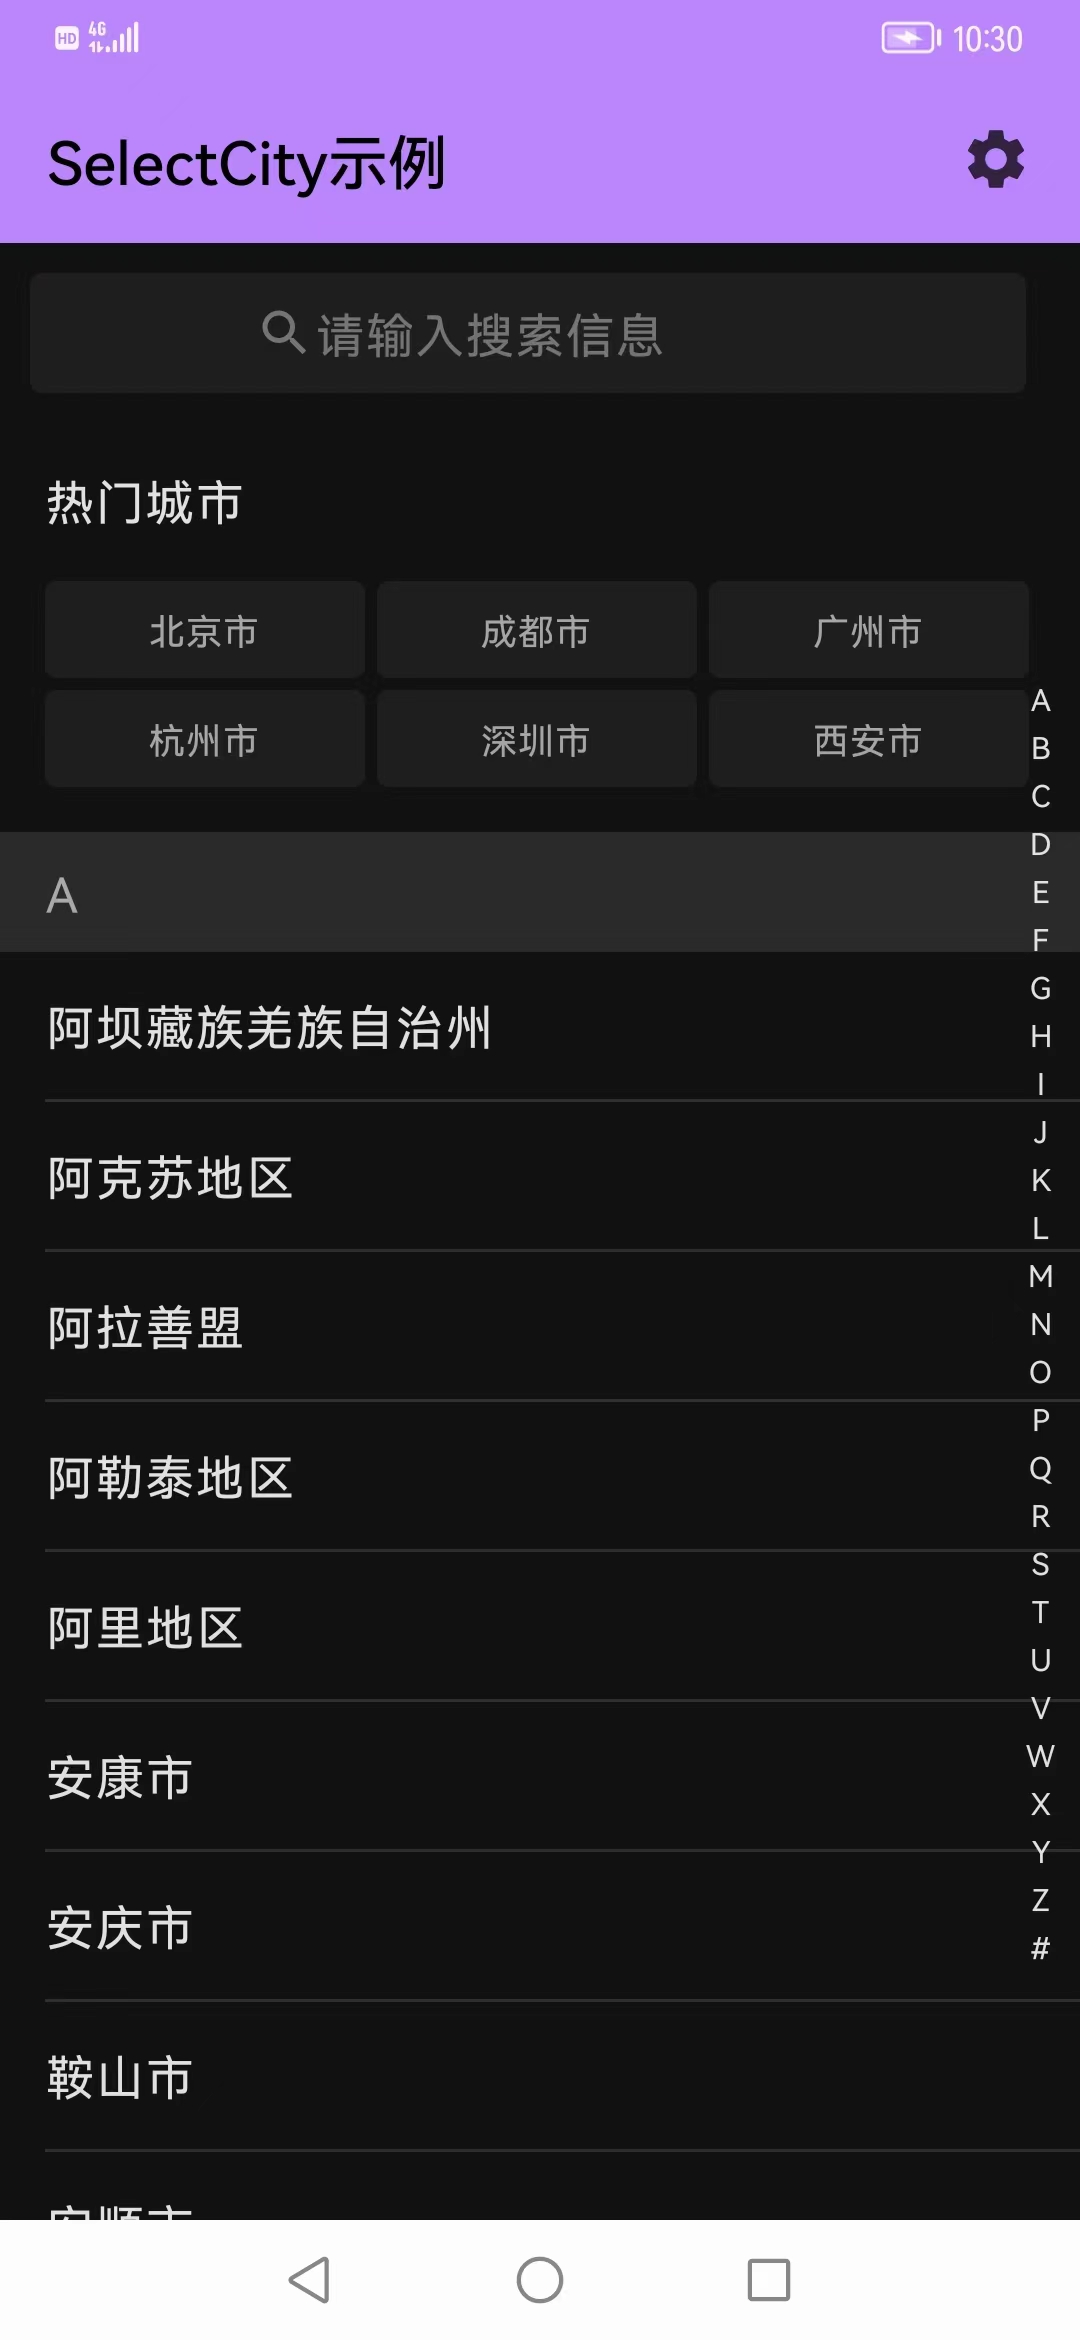 HD 4G 10:30
SelectCity示例
请输入搜索信息
热门城市
北京市 成都市 广州市
杭州市 深圳市 西安市
A
阿坝藏族羌族自治州
阿克苏地区
阿拉善盟
阿勒泰地区
阿里地区
安康市
安庆市
鞍山市
安顺市
A
B
C
D
E
F
G
H
I
J
K
L
M
N
O
P
Q
R
S
T
U
V
W
X
Y
Z
#